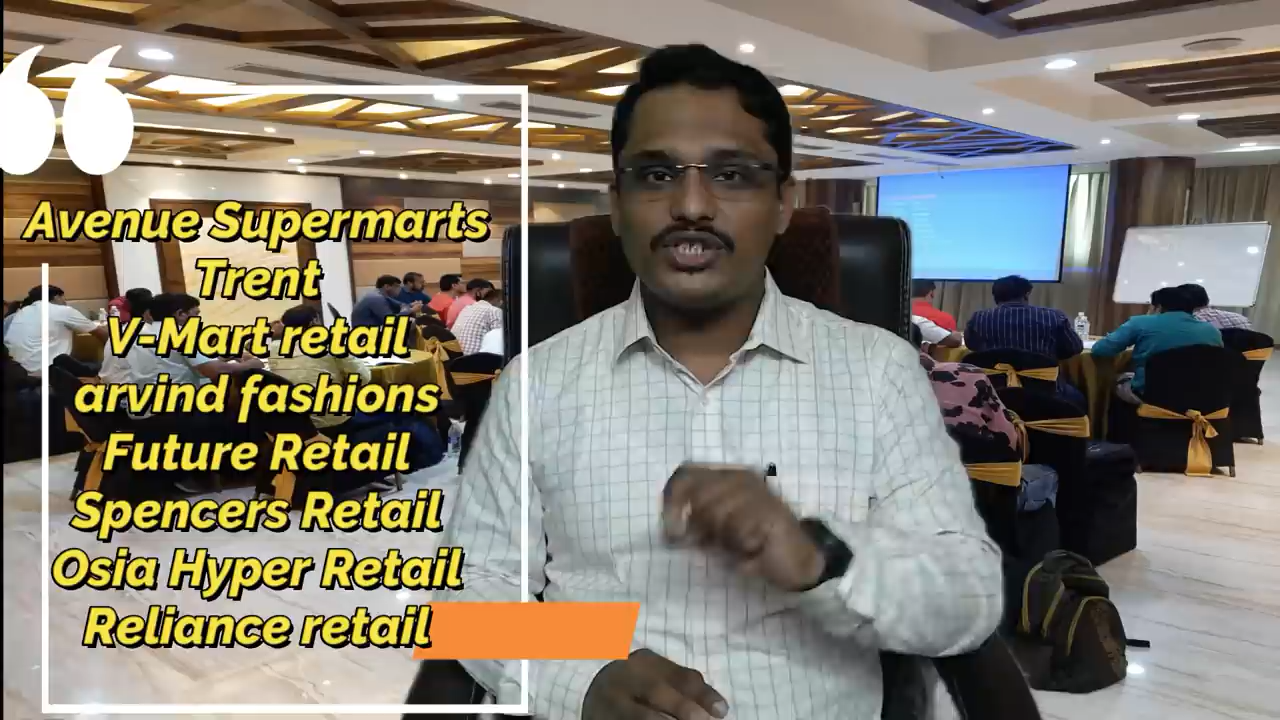 Avenue Supermarts
Trent
V-Mart retail
arvind fashions
Future Retail
Spencers Retail
Osia Hyper Retail
Reliance retail